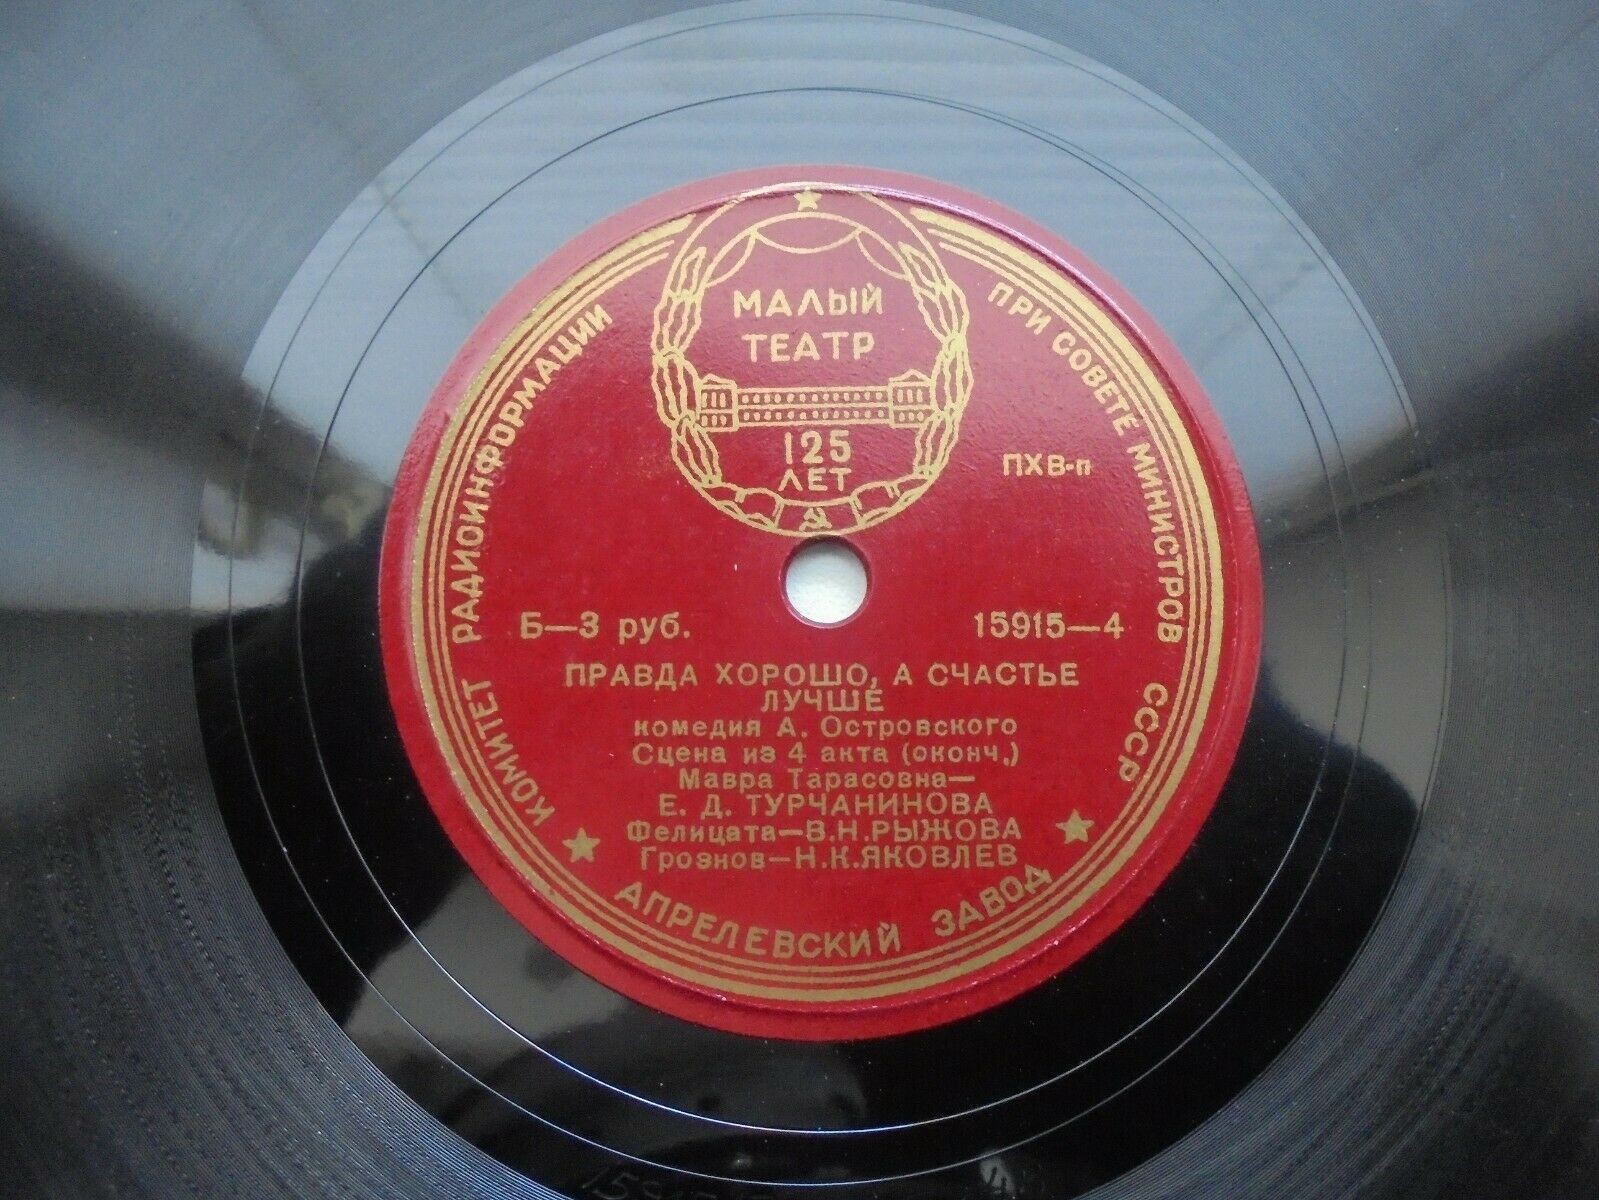 МАЛЫЙ
ТЕАТР
125
ЛЕТ
КОМИТЕТ РАДИОИНФОРМАЦИИ
ПРИ СОВЕТЕ МИНИСТРОВ СССР
ПХВ-п
Б—3 руб.
15915—4
ПРАВДА ХОРОШО, А СЧАСТЬЕ
ЛУЧШЕ
комедия А. Островского
Сцена из 4 акта (оконч.)
Мавра Тарасовна—
Е. Д. ТУРЧАНИНОВА
Фелицата—В.Н.РЫЖОВА
Грознов—Н.К.ЯКОВЛЕВ
АПРЕЛЕВСКИЙ ЗАВОД